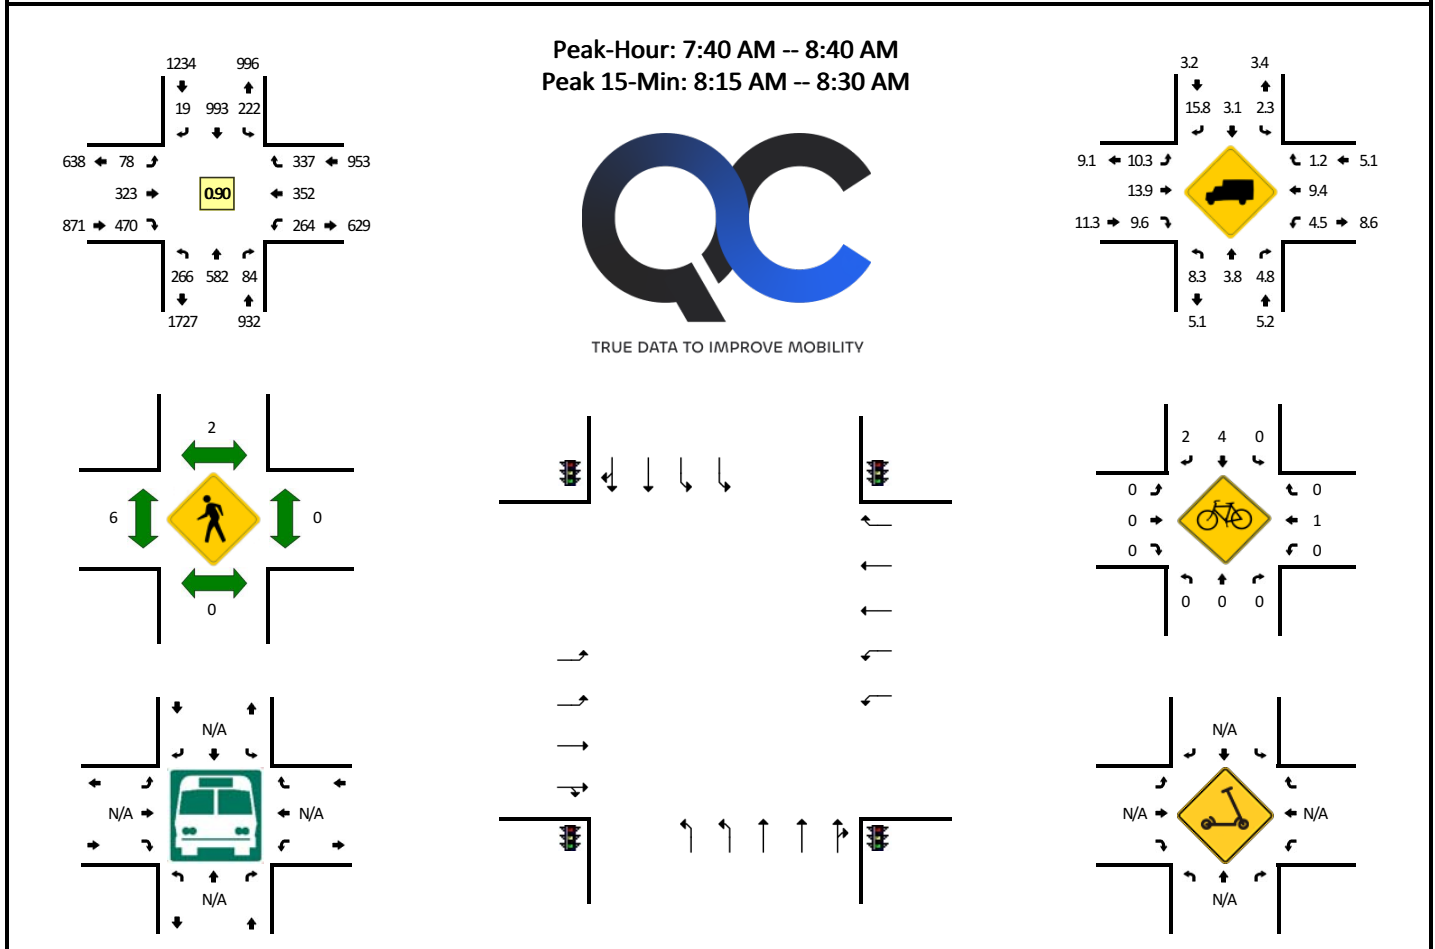 Peak-Hour: 7:40 AM -- 8:40 AM
Peak 15-Min: 8:15 AM -- 8:30 AM
1234 996
19 993 222
638 78 337 953
323 0.90 352
871 470 264 629
266 582 84
1727 932
QC
TRUE DATA TO IMPROVE MOBILITY
3.2 3.4
15.8 3.1 2.3
9.1 10.3 1.2 5.1
13.9 9.4
11.3 9.6 4.5 8.6
8.3 3.8 4.8
5.1 5.2
2
6 0
0
2 4 0
0 0
0 1
0 0
0 0 0
N/A
N/A N/A
N/A
N/A
N/A N/A
N/A